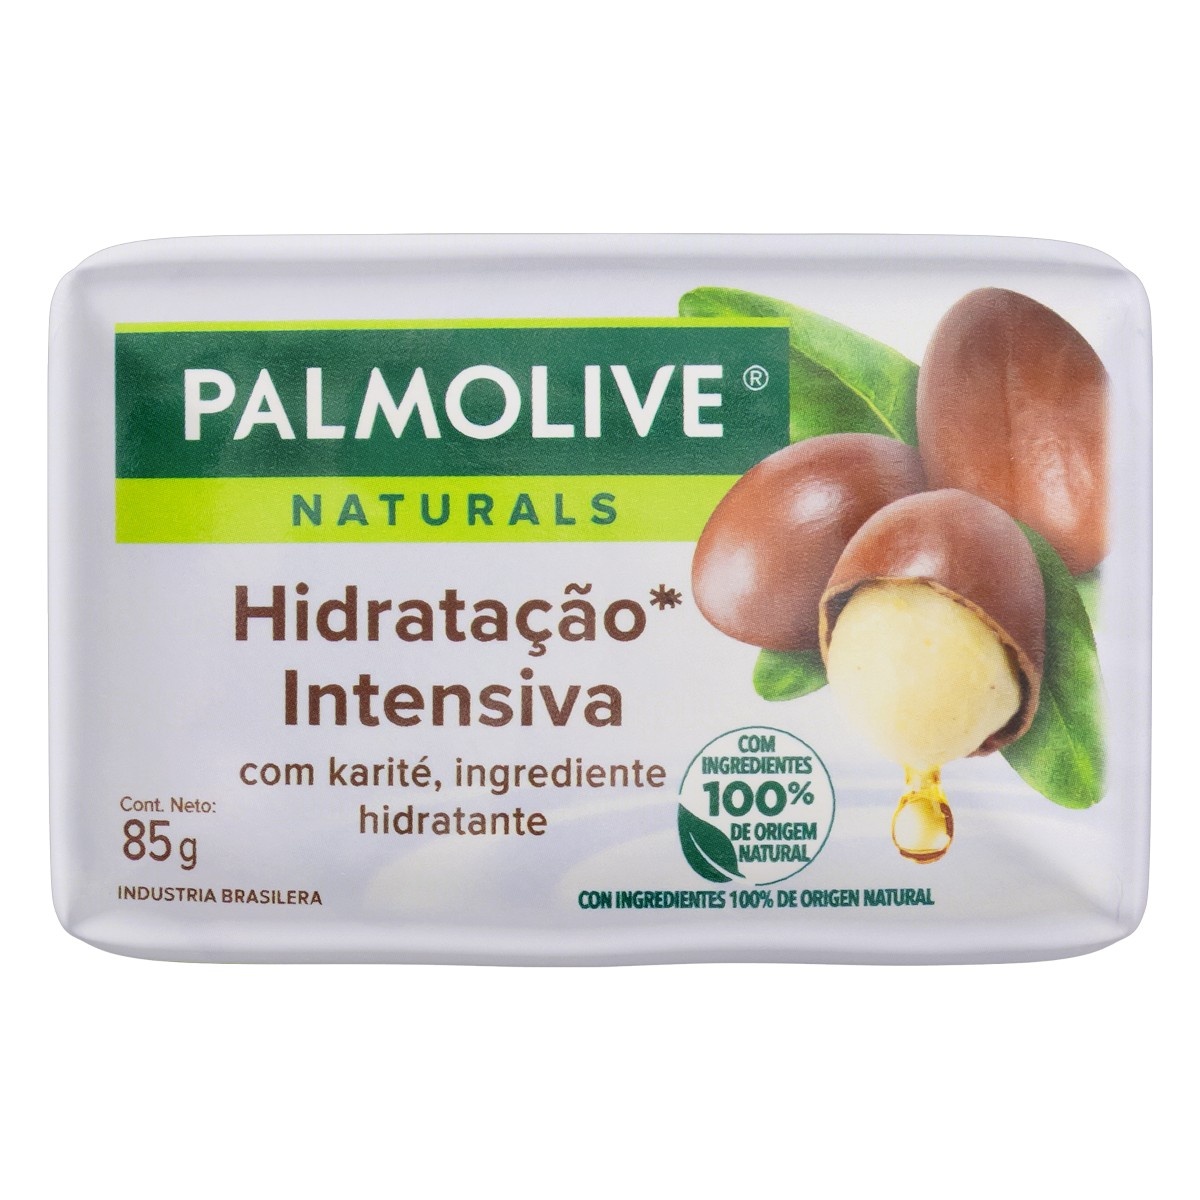 PALMOLIVE®
NATURALS
Hidratação*
Intensiva
com karité, ingrediente
hidratante
Cont. Neto:
85g
INDUSTRIA BRASILERA
COM
INGREDIENTES
100%
DE ORIGEM
NATURAL
CON INGREDIENTES 100% DE ORIGEN NATURAL